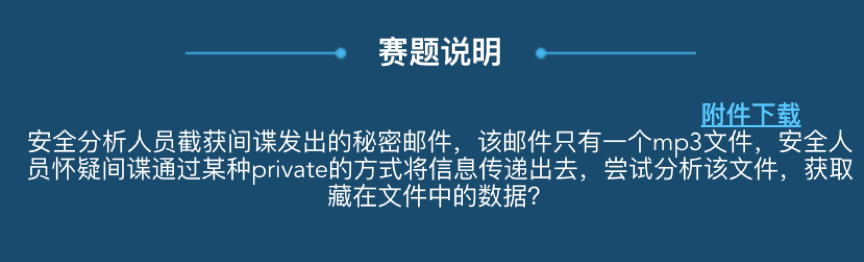 赛题说明
附件下载
安全分析人员截获间谍发出的秘密邮件，该邮件只有一个mp3文件，安全人
员怀疑间谍通过某种private的方式将信息传递出去，尝试分析该文件，获取
藏在文件中的数据？